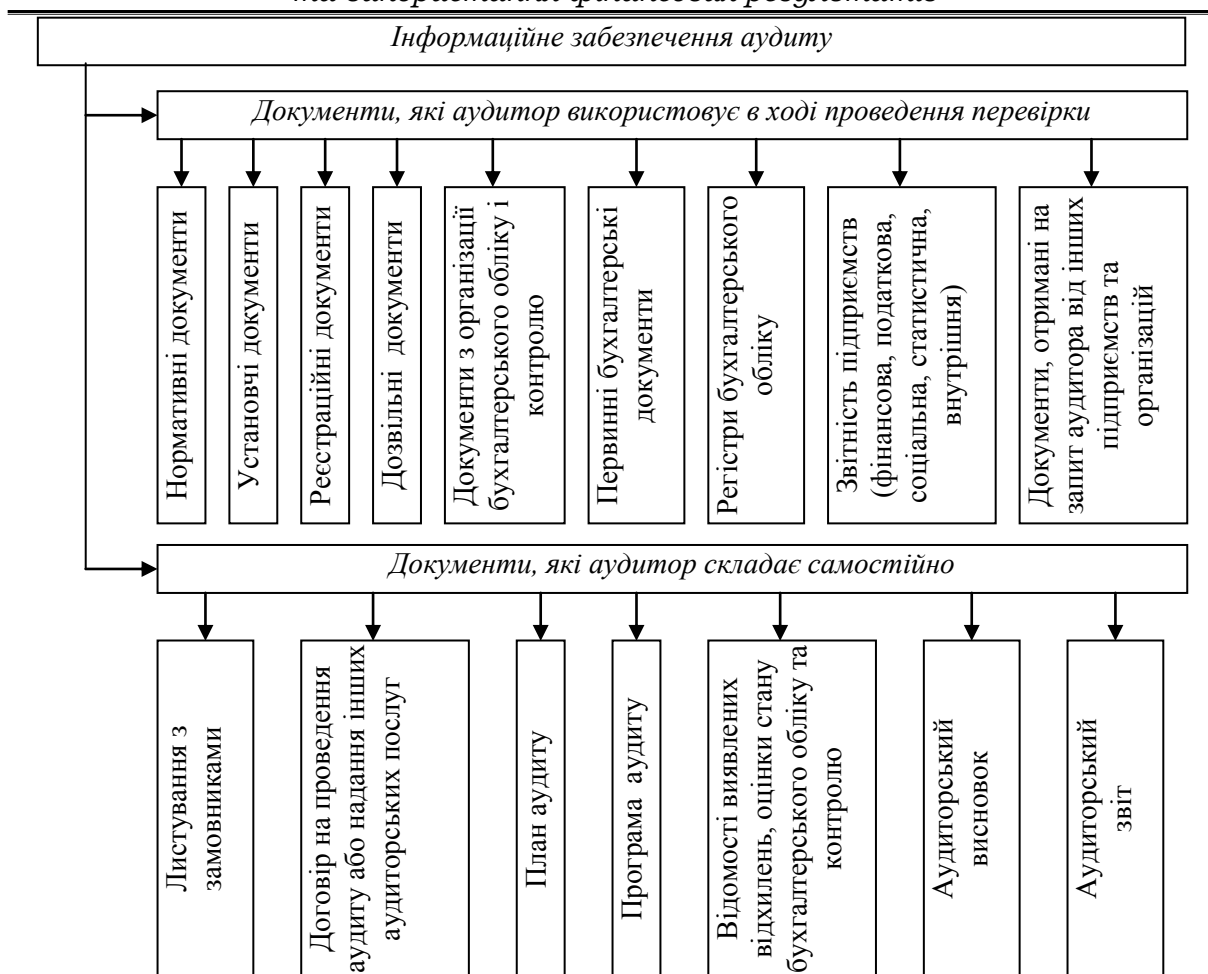 та використання фінансових результатів
Інформаційне забезпечення аудиту
Документи, які аудитор використовує в ході проведення перевірки
Нормативні документи
Установчі документи
Реєстраційні документи
Дозвільні документи
Документи з організації
бухгалтерського обліку і
контролю
Первинні бухгалтерські
документи
Регістри бухгалтерського
обліку
Звітність підприємств
(фінансова, податкова,
соціальна, статистична,
внутрішня)
Документи, отримані на
запит аудитора від інших
підприємств та
організацій
Документи, які аудитор складає самостійно
Листування з
замовниками
Договір на проведення
аудиту або надання інших
аудиторських послуг
План аудиту
Програма аудиту
Відомості виявлених
відхилень, оцінки стану
бухгалтерського обліку та
контролю
Аудиторський
висновок
Аудиторський
звіт